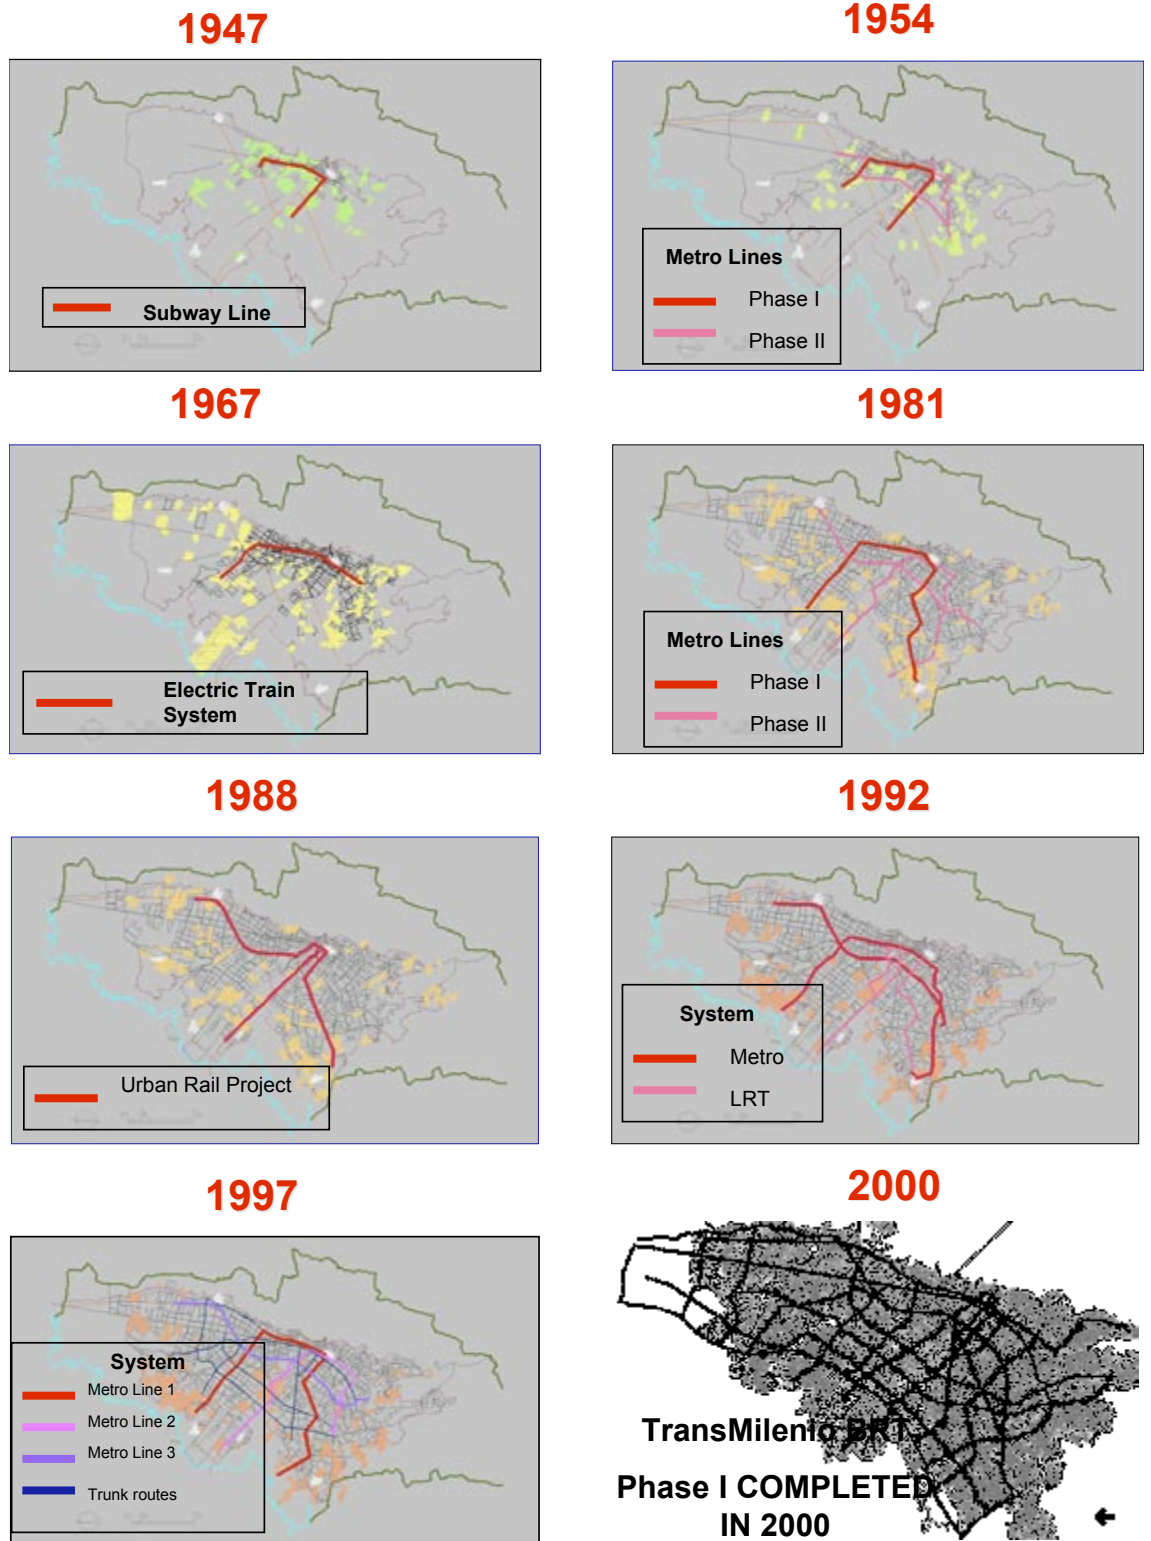 1947
Subway Line
1954
Metro Lines
Phase I
Phase II
1967
Electric Train
System
1981
Metro Lines
Phase I
Phase II
1988
Urban Rail Project
1992
System
Metro
LRT
1997
System
Metro Line 1
Metro Line 2
Metro Line 3
Trunk routes
2000
TransMilenio BRT
Phase I COMPLETED
IN 2000